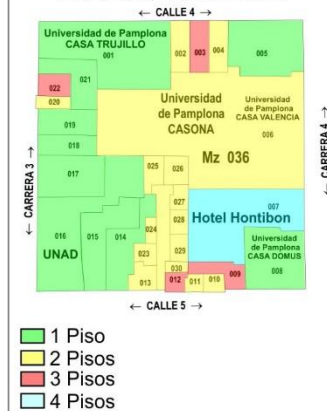 ← CALLE 4 →
Universidad de Pamplona
CASA TRUJILLO
001
002
003
004
005
021
022
020
019
018
017
Universidad
de Pamplona
CASONA
Universidad
de Pamplona
CASA VALENCIA
006
Mz 036
← CARRERA 3 →
← CARRERA 4 →
025
026
027
028
007
Hotel Hontibon
016
015
014
024
UNAD
023
029
Universidad
de Pamplona
CASA DOMUS
008
030
013
012
011
010
009
← CALLE 5 →
1 Piso
2 Pisos
3 Pisos
4 Pisos